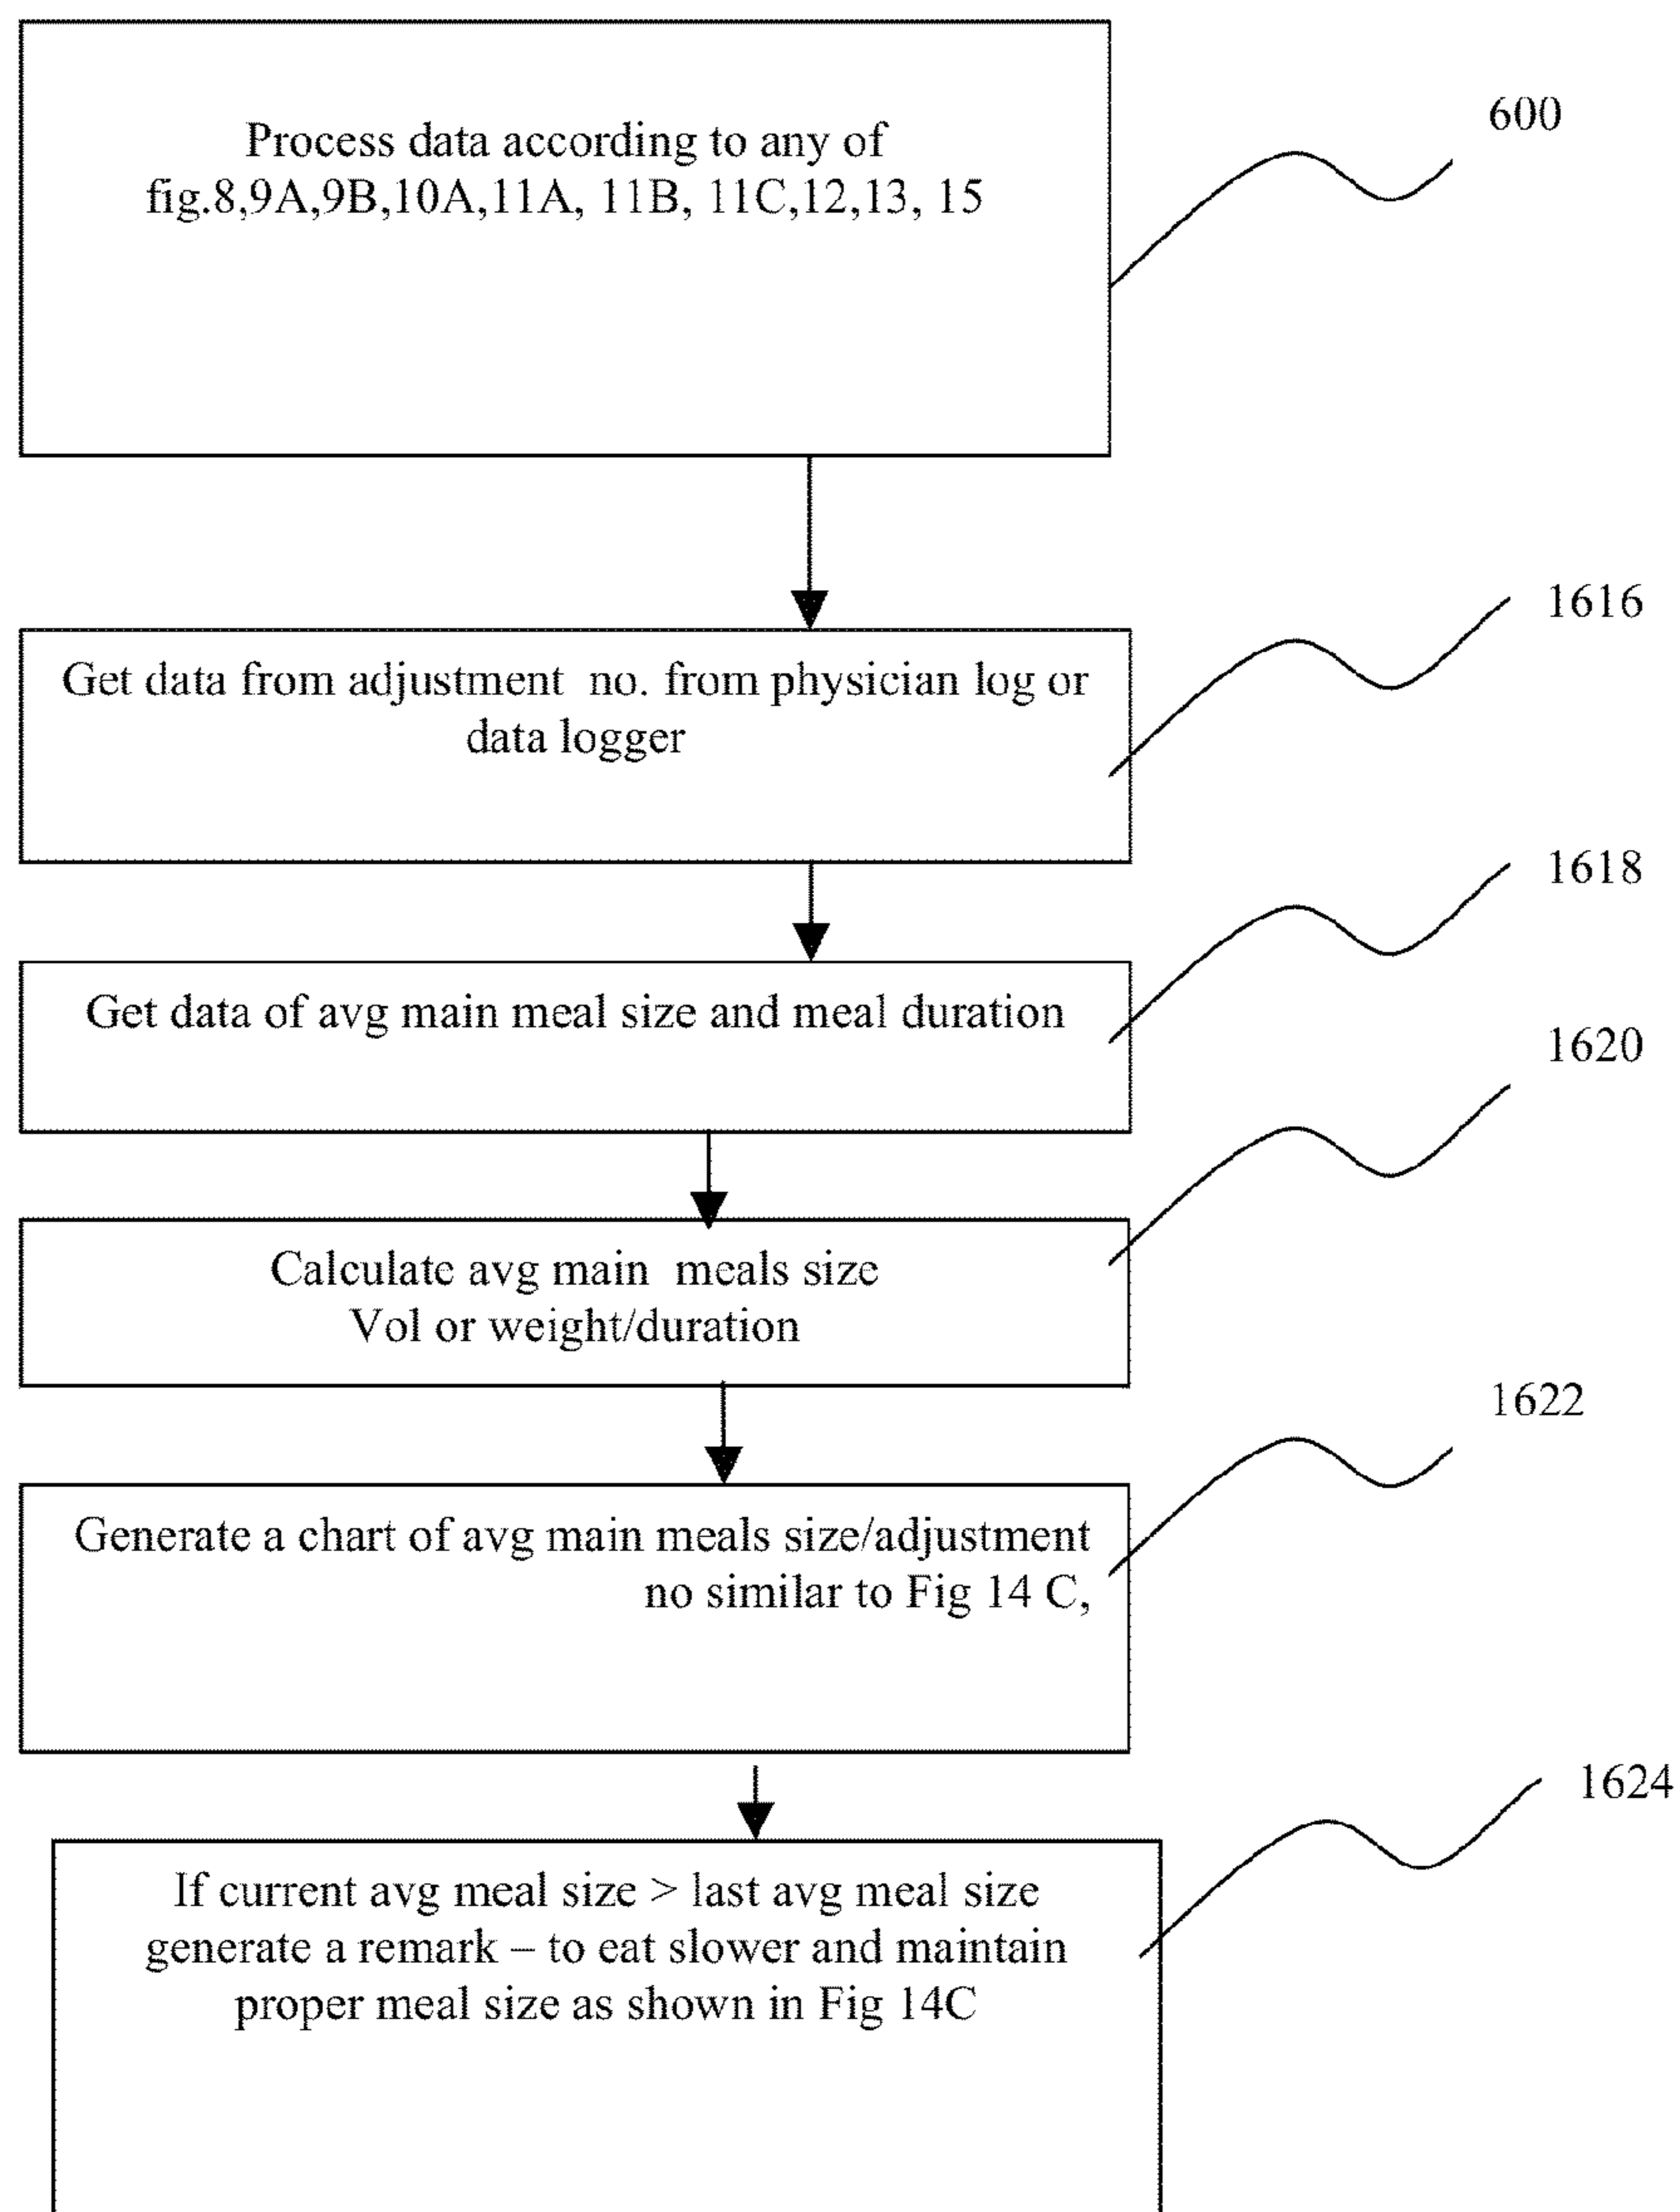 600
Process data according to any of
fig.8,9A,9B,10A,11A, 11B, 11C,12,13, 15
1616
Get data from adjustment  no. from physician log or
data logger
1618
Get data of avg main meal size and meal duration
1620
Calculate avg main  meals size
Vol or weight/duration
1622
Generate a chart of avg main meals size/adjustment
no similar to Fig 14 C,
1624
If current avg meal size > last avg meal size
generate a remark – to eat slower and maintain
proper meal size as shown in Fig 14C